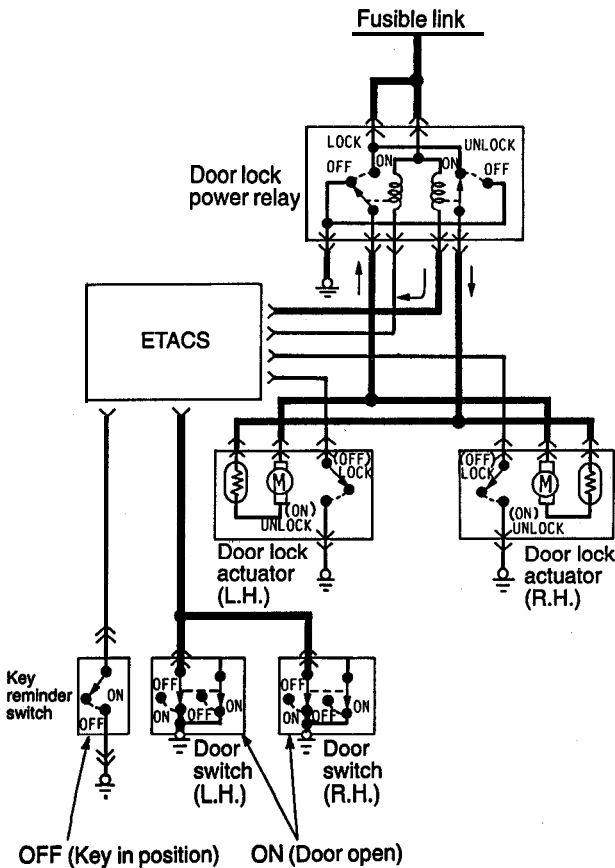 Fusible link
LOCK
UNLOCK
OFF
ON
ON
OFF
Door lock
power relay
ETACS
(OFF)
LOCK
M
(ON)
UNLOCK
(OFF)
LOCK
M
(ON)
UNLOCK
Door lock
actuator
(L.H.)
Door lock
actuator
(R.H.)
Key
reminder
switch
ON
OFF
OFF
ON
OFF
ON
OFF
ON
OFF
ON
Door
switch
(L.H.)
Door
switch
(R.H.)
OFF (Key in position)
ON (Door open)